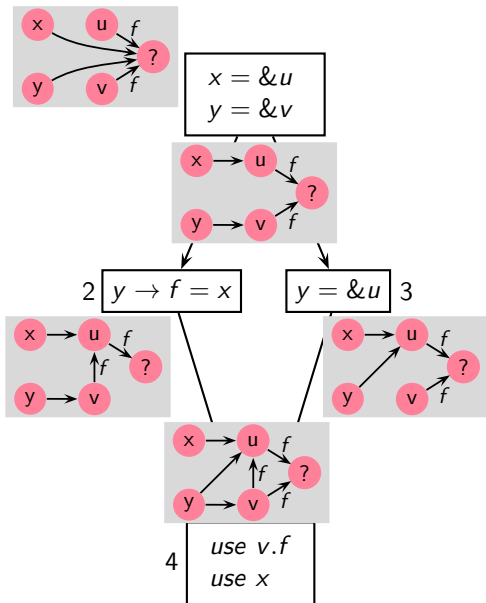 x u f ?
y v f
x = &u
y = &v
x u f ?
y v f
2 y → f = x
y = &u 3
x u f ?
y v f
x u f ?
y v f
x u f ?
y v f f
4 use v.f
use x